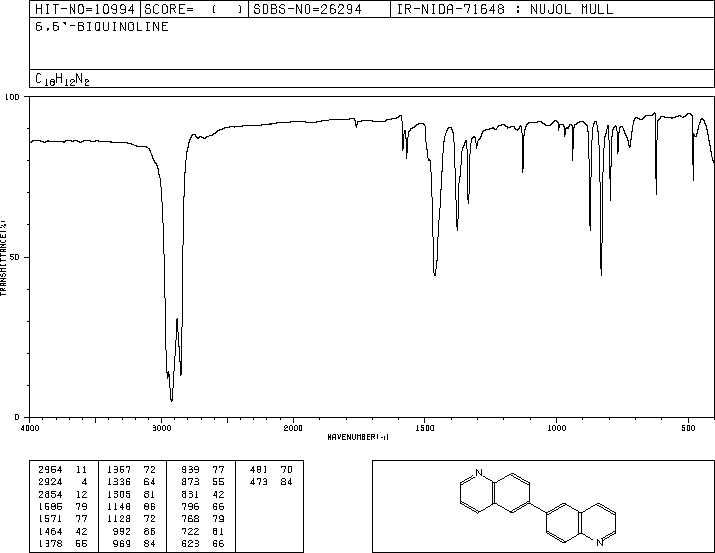 HIT-NO=10994 SCORE= ( ) SDBS-NO=26294 IR-NIDA-71648 : NUJOL MULL
6,6'-BIQUINOLINE
C18H12N2
100
50
0
TRANSMITTANCE(%)
4000 3000 2000 1500 1000 500
WAVENUMBER(-1)
2954 11 1367 72 939 77 481 70
2924 4 1336 64 873 55 473 84
2854 12 1305 81 831 42
1585 79 1148 86 796 66
1571 77 1128 72 768 79
1464 42 992 86 722 81
1378 55 969 84 623 66
N
N